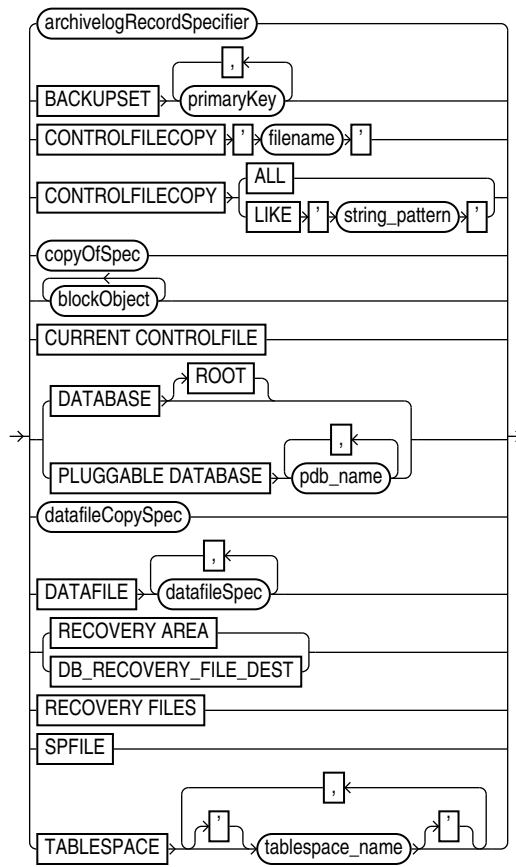 archivelogRecordSpecifier
,
BACKUPSET primaryKey
CONTROLFILECOPY ’ filename ’
ALL
CONTROLFILECOPY
LIKE ’ string_pattern ’
copyOfSpec
blockObject
CURRENT CONTROLFILE
ROOT
DATABASE
,
PLUGGABLE DATABASE pdb_name
datafileCopySpec
,
DATAFILE datafileSpec
RECOVERY AREA
DB_RECOVERY_FILE_DEST
RECOVERY FILES
SPFILE
,
’ ’
TABLESPACE tablespace_name